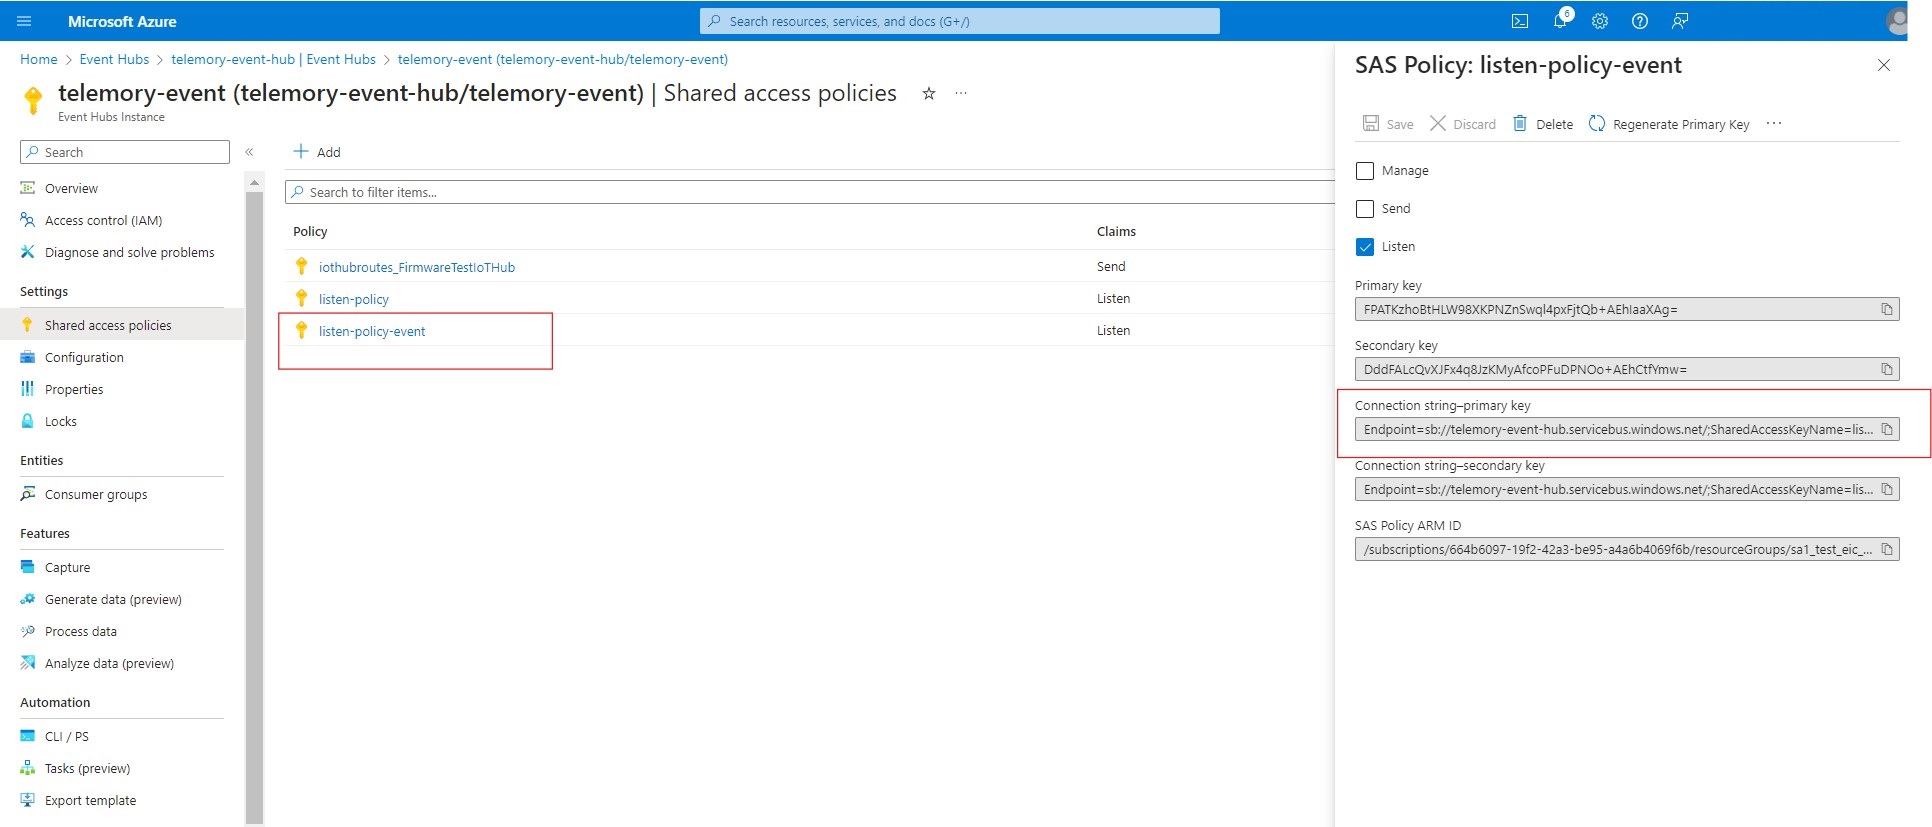 Microsoft Azure
Search resources, services, and docs (G+/)
6
Home > Event Hubs > telemory-event-hub | Event Hubs > telemory-event (telemory-event-hub/telemory-event)
telemory-event (telemory-event-hub/telemory-event) | Shared access policies
Event Hubs Instance
Search
Overview
Access control (IAM)
Diagnose and solve problems
Settings
Shared access policies
Configuration
Properties
Locks
Entities
Consumer groups
Features
Capture
Generate data (preview)
Process data
Analyze data (preview)
Automation
CLI / PS
Tasks (preview)
Export template
Add
Search to filter items...
Policy Claims
iothubroutes_FirmwareTestIoTHub Send
listen-policy Listen
listen-policy-event Listen
SAS Policy: listen-policy-event
Save Discard Delete Regenerate Primary Key
Manage
Send
Listen
Primary key
FPATKzhoBtHLW98XKPNZnSwql4pxFjtQb+AEhIaaXAg=
Secondary key
DddFALcQvXJFx4q8JzKMyAfcoPFuDPNOo+AEhCtfYmw=
Connection string–primary key
Endpoint=sb://telemory-event-hub.servicebus.windows.net/;SharedAccessKeyName=lis...
Connection string–secondary key
Endpoint=sb://telemory-event-hub.servicebus.windows.net/;SharedAccessKeyName=lis...
SAS Policy ARM ID
/subscriptions/664b6097-19f2-42a3-be95-a4a6b4069f6b/resourceGroups/sa1_test_eic_...